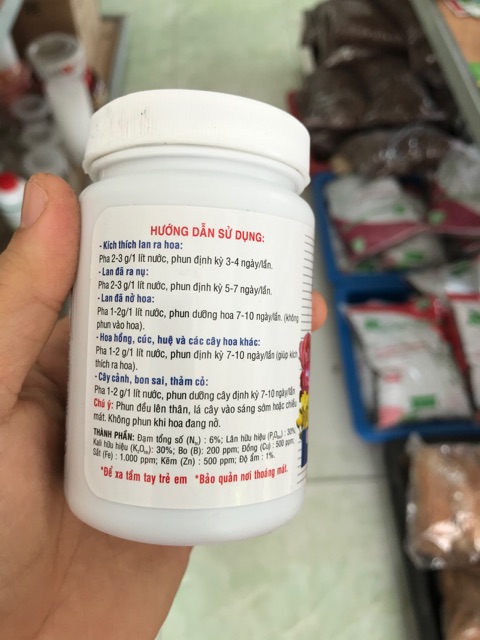 HƯỚNG DẪN SỬ DỤNG:
- Kích thích lan ra hoa:
Pha 2-3 g/1 lít nước, phun định kỳ 3-4 ngày/lần.
- Lan đã ra nụ:
Pha 2-3 g/1 lít nước, phun định kỳ 5-7 ngày/lần.
- Lan đã nở hoa:
Pha 1-2g/1 lít nước, phun dưỡng hoa 7-10 ngày/lần. (không
phun vào hoa).
- Hoa hồng, cúc, huệ và các cây hoa khác:
Pha 1-2 g/1 lít nước, phun định kỳ 7-10 ngày/lần (giúp kích
thích ra hoa).
- Cây cảnh, bon sai, thảm cỏ:
Pha 1-2 g/1 lít nước, phun dưỡng cây định kỳ 7-10 ngày/lần
Chú ý: Phun đều lên thân, lá cây vào sáng sớm hoặc chiều
mát. Không phun khi hoa đang nở.
THÀNH PHẦN: Đạm tổng số (Nts) : 6%; Lân hữu hiệu (P2O5hh) : 30%;
Kali hữu hiệu (K2Ohh): 30%; Bo (B): 200 ppm; Đồng (Cu) : 500 ppm;
Sắt (Fe) : 1.000 ppm; Kẽm (Zn) : 500 ppm; Độ ẩm : 1%.
*Để xa tầm tay trẻ em *Bảo quản nơi thoáng mát.